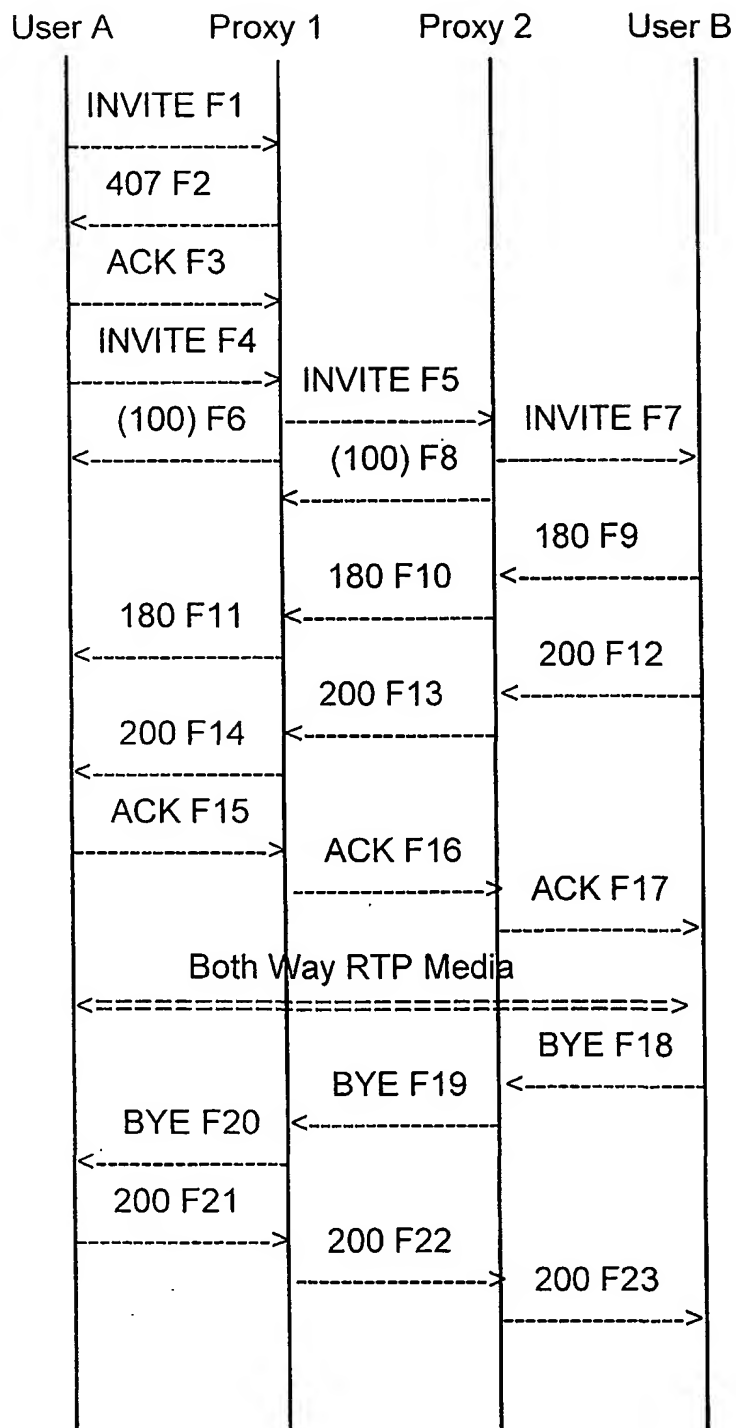 User A Proxy 1 Proxy 2 User B
INVITE F1
407 F2
ACK F3
INVITE F4
INVITE F5
(100) F6 INVITE F7
(100) F8
180 F9
180 F10
180 F11
200 F12
200 F13
200 F14
ACK F15
ACK F16
ACK F17
Both Way RTP Media
BYE F18
BYE F19
BYE F20
200 F21
200 F22
200 F23